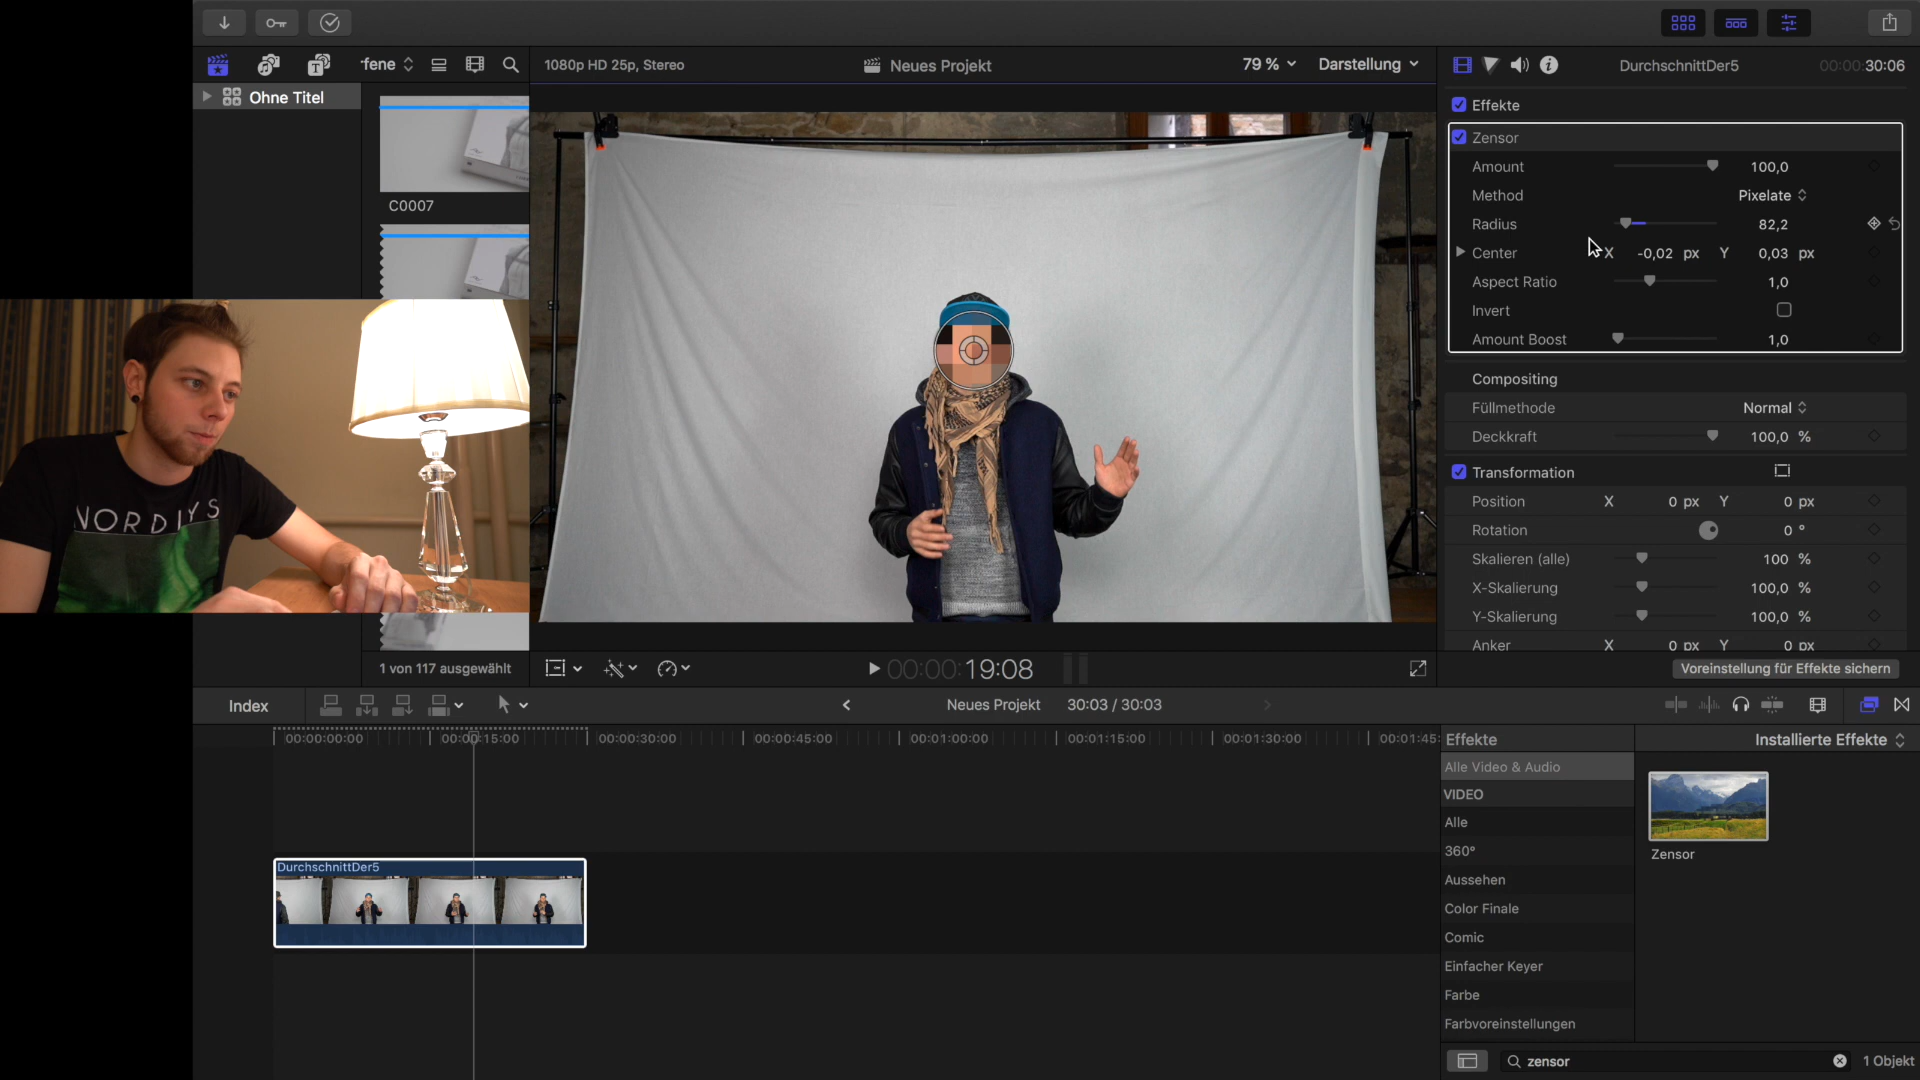 'fene
1080p HD 25p, Stereo
Neues Projekt
79 %
Darstellung
DurchschnittDer5
00:00:30:06
Ohne Titel
C0007
Effekte
Zensor
Amount
100,0
Method
Pixelate
Radius
82,2
Center
X -0,02 px Y 0,03 px
Aspect Ratio
1,0
Invert
Amount Boost
1,0
Compositing
Füllmethode
Normal
Deckkraft
100,0 %
Transformation
Position
X 0 px Y 0 px
Rotation
0 °
Skalieren (alle)
100 %
X-Skalierung
100,0 %
Y-Skalierung
100,0 %
Anker
X 0 px Y 0 px
NORDIYS
1 von 117 ausgewählt
00:00:19:08
Voreinstellung für Effekte sichern
Index
Neues Projekt
30:03 / 30:03
00:00:00:00
00:00:15:00
00:00:30:00
00:00:45:00
00:01:00:00
00:01:15:00
00:01:30:00
00:01:45:
DurchschnittDer5
Effekte
Installierte Effekte
Alle Video & Audio
VIDEO
Alle
360°
Aussehen
Color Finale
Comic
Einfacher Keyer
Farbe
Farbvoreinstellungen
Zensor
zensor
1 Objekt